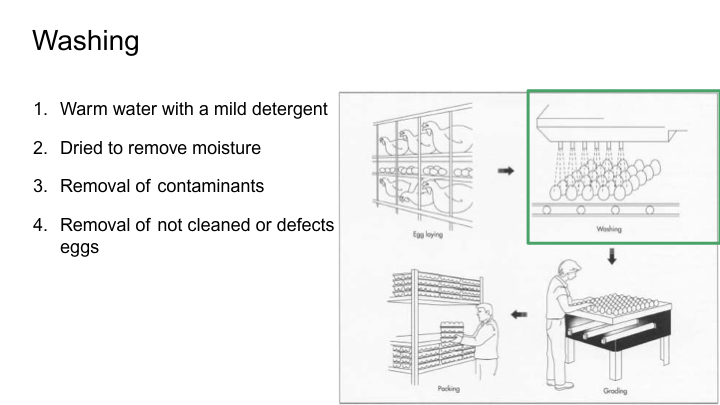 Washing
1. Warm water with a mild detergent
2. Dried to remove moisture
3. Removal of contaminants
4. Removal of not cleaned or defects
eggs
Egg laying
Washing
Packing
Grading